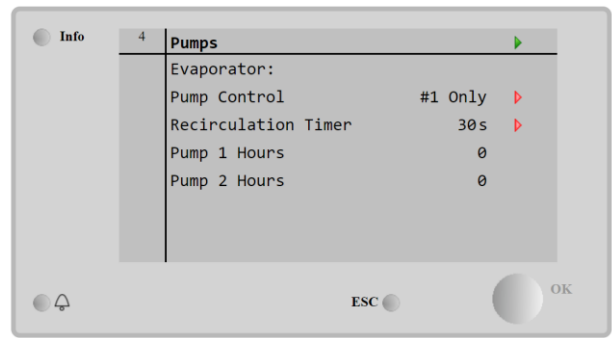 Info
4 Pumps
Evaporator:
Pump Control #1 Only
Recirculation Timer 30s
Pump 1 Hours 0
Pump 2 Hours 0
ESC
OK